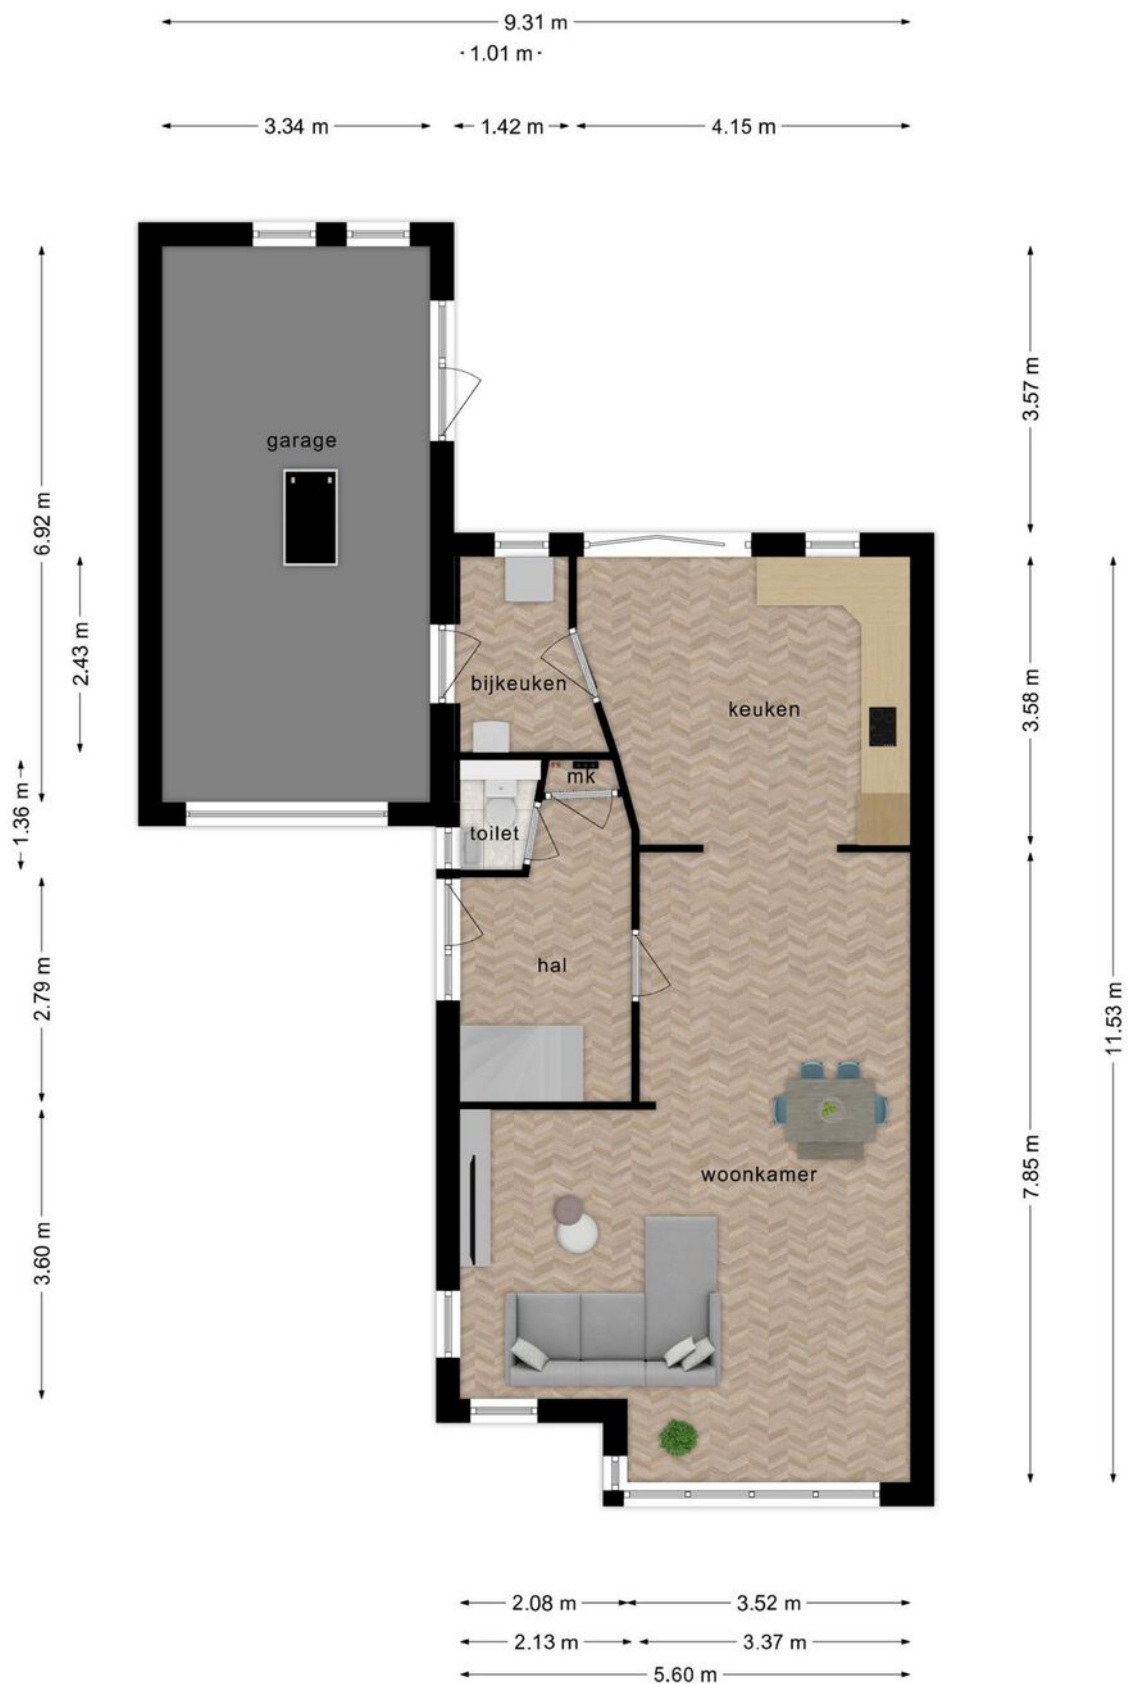 9.31 m
1.01 m
3.34 m
1.42 m
4.15 m
3.57 m
garage
6.92 m
2.43 m
bijkeuken
keuken
3.58 m
mk
1.36 m
toilet
hal
2.79 m
11.53 m
woonkamer
7.85 m
3.60 m
2.08 m
3.52 m
2.13 m
3.37 m
5.60 m